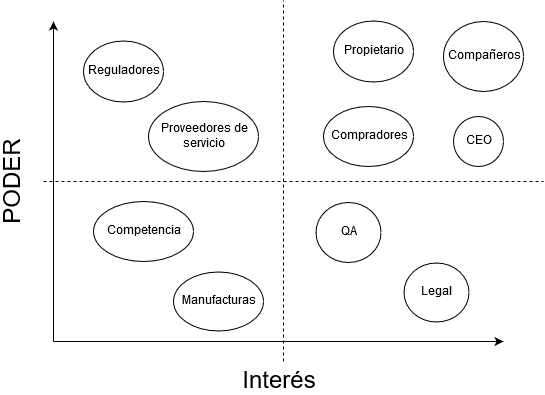 Propietario
Compañeros
Reguladores
Proveedores de
servicio
Compradores
CEO
PODER
Competencia
QA
Manufacturas
Legal
Interés